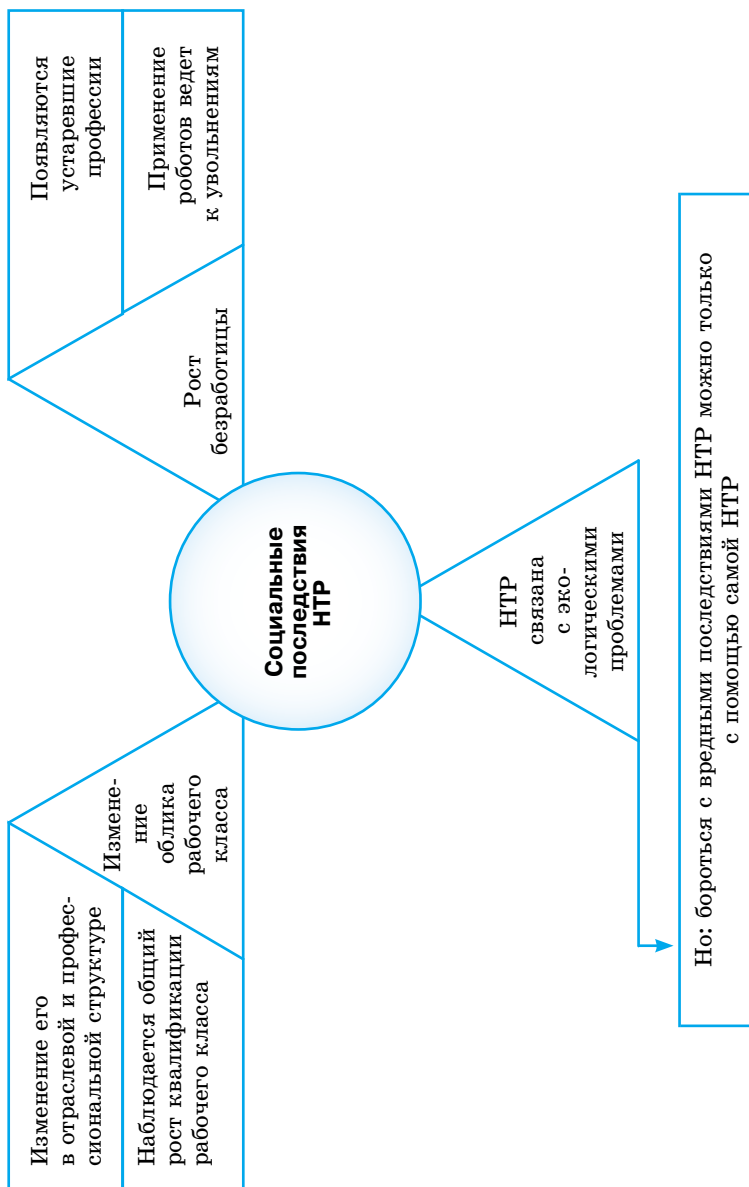 Изменение его
в отраслевой и профес-
сиональной структуре
Наблюдается общий
рост квалификации
рабочего класса
Измене-
ние
облика
рабочего
класса
Социальные
последствия
НТР
Рост
безработицы
Появляются
устаревшие
профессии
Применение
роботов ведет
к увольнениям
НТР
связана
с эко-
логическими
проблемами
Но: бороться с вредными последствиями НТР можно только
с помощью самой НТР